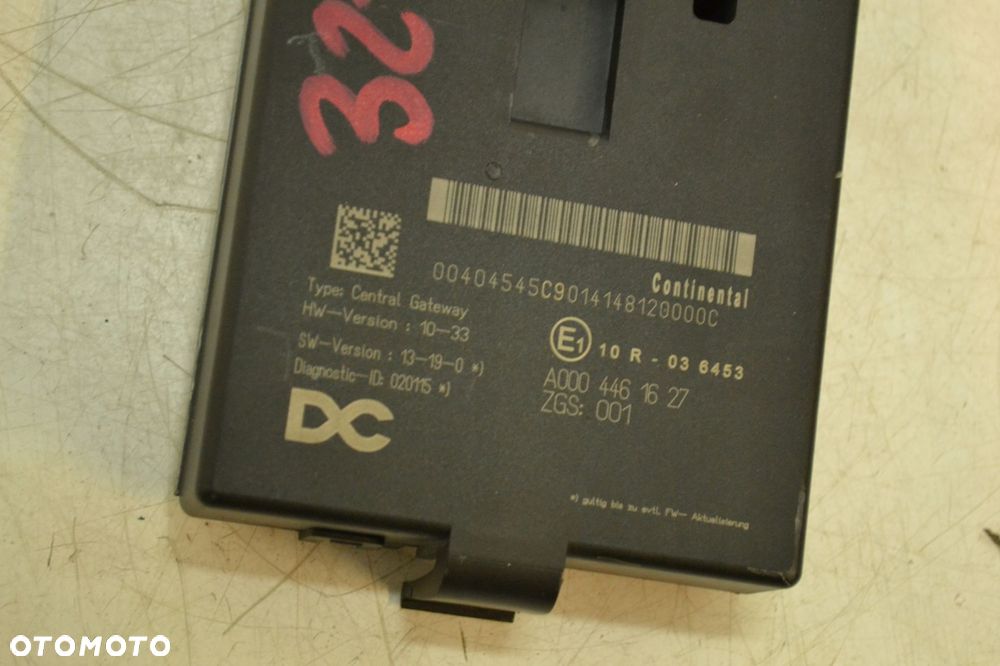 32
00404545C9014148120000C
Continental
Type: Central Gateway
HW-Version : 10-33
SW-Version : 13-19-0 *)
Diagnostic-ID: 020115 *)
E1 10 R - 03 6453
A000 446 16 27
ZGS: 001
DC
*) gultig bis zu evtl. FW- Aktualisierung
OTOMOTO